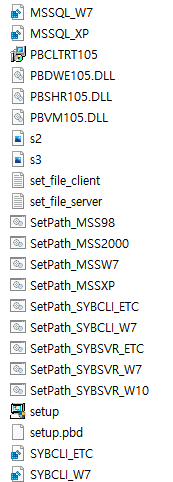 MSSQL_W7
MSSQL_XP
PBCLTRT105
PBDWE105.DLL
PBSHR105.DLL
PBVM105.DLL
s2
s3
set_file_client
set_file_server
SetPath_MSS98
SetPath_MSS2000
SetPath_MSSW7
SetPath_MSSXP
SetPath_SYBCLI_ETC
SetPath_SYBCLI_W7
SetPath_SYBSVR_ETC
SetPath_SYBSVR_W7
SetPath_SYBSVR_W10
setup
setup.pbd
SYBCLI_ETC
SYBCLI_W7